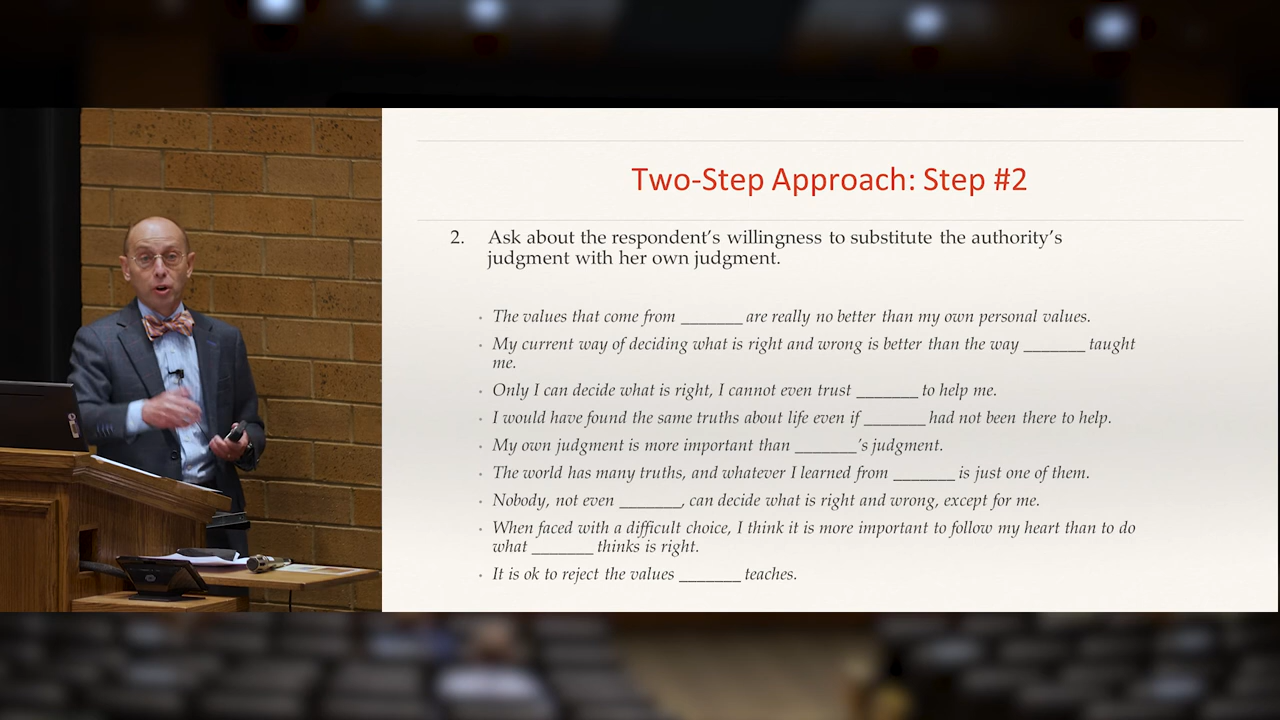 Two-Step Approach: Step #2
2. Ask about the respondent's willingness to substitute the authority's
judgment with her own judgment.
• The values that come from _______ are really no better than my own personal values.
• My current way of deciding what is right and wrong is better than the way _______ taught
me.
• Only I can decide what is right, I cannot even trust _______ to help me.
• I would have found the same truths about life even if _______ had not been there to help.
• My own judgment is more important than _______'s judgment.
• The world has many truths, and whatever I learned from _______ is just one of them.
• Nobody, not even _______, can decide what is right and wrong, except for me.
• When faced with a difficult choice, I think it is more important to follow my heart than to do
what _______ thinks is right.
• It is ok to reject the values _______ teaches.